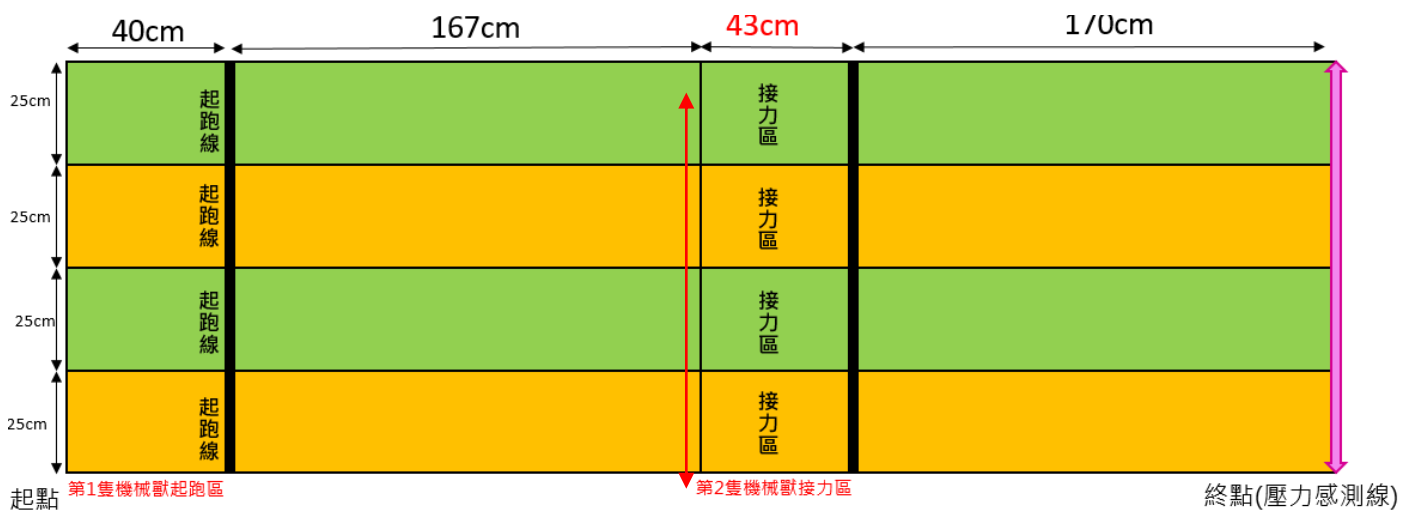 40cm
167cm
43cm
170cm
25cm
起跑線
接力區
25cm
起跑線
接力區
25cm
起跑線
接力區
25cm
起跑線
接力區
起點
第1隻機械獸起跑區
第2隻機械獸接力區
終點(壓力感測線)